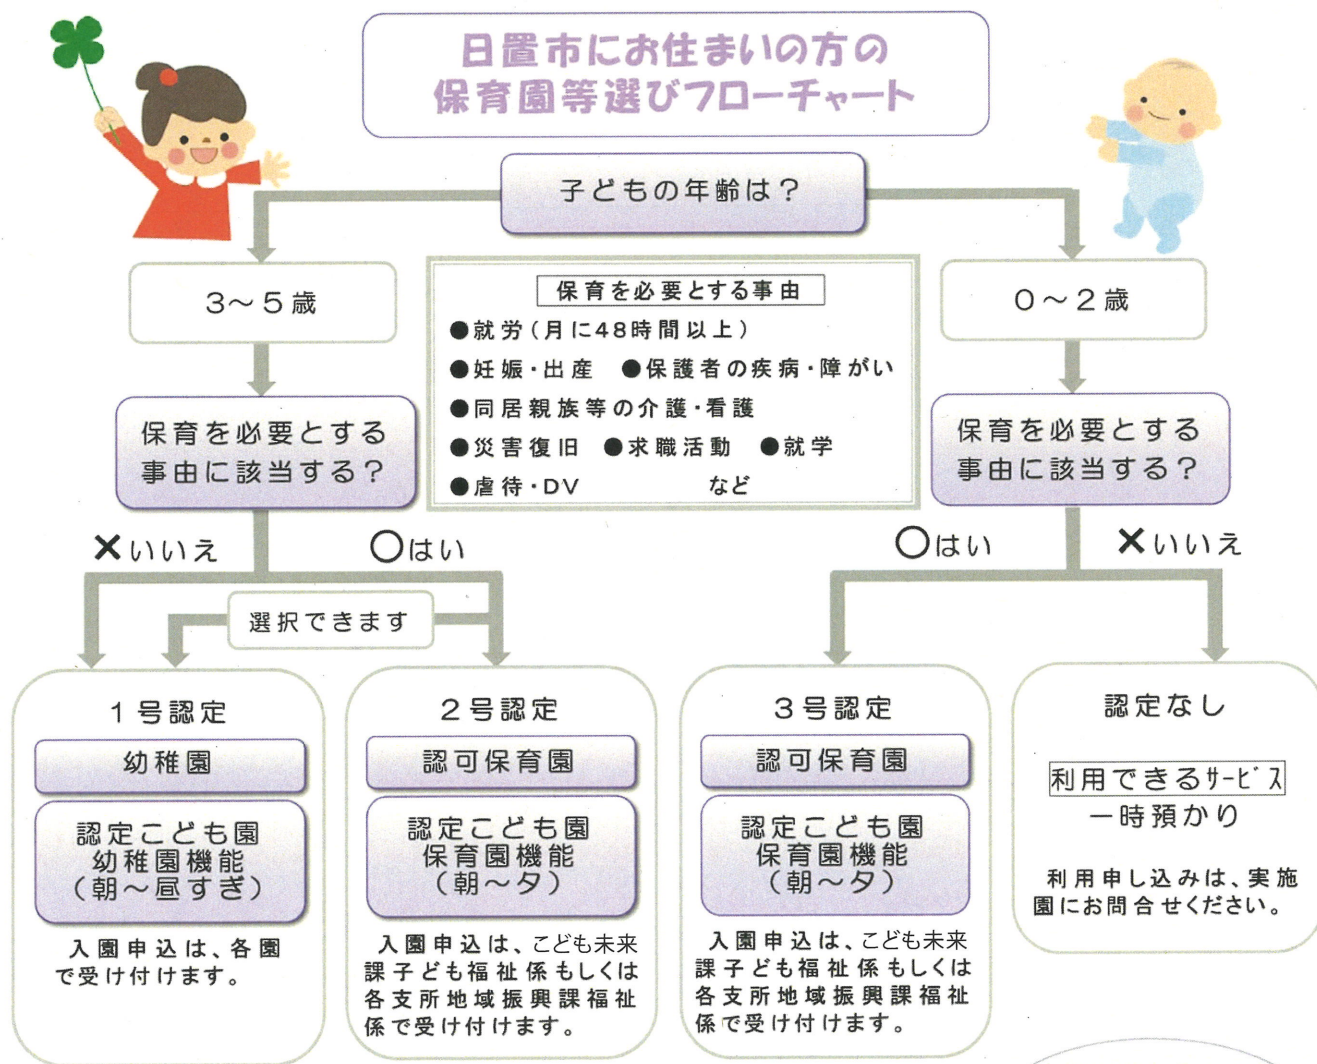 日置市にお住まいの方の
保育園等選びフローチャート
子どもの年齢は？
3～5歳
0～2歳
保育を必要とする事由
●就労(月に48時間以上)
●妊娠・出産 ●保護者の疾病・障がい
●同居親族等の介護・看護
●災害復旧 ●求職活動 ●就学
●虐待・DV など
保育を必要とする
事由に該当する？
保育を必要とする
事由に該当する？
×いいえ
○はい
○はい
×いいえ
選択できます
1号認定
幼稚園
認定こども園
幼稚園機能
(朝～昼すぎ)
入園申込は、各園
で受け付けます。
2号認定
認可保育園
認定こども園
保育園機能
(朝～夕)
入園申込は、こども未来
課子ども福祉係もしくは
各支所地域振興課福祉
係で受け付けます。
3号認定
認可保育園
認定こども園
保育園機能
(朝～夕)
入園申込は、こども未来
課子ども福祉係もしくは
各支所地域振興課福祉
係で受け付けます。
認定なし
利用できるｻｰﾋﾞｽ
一時預かり
利用申し込みは、実施
園にお問合せください。